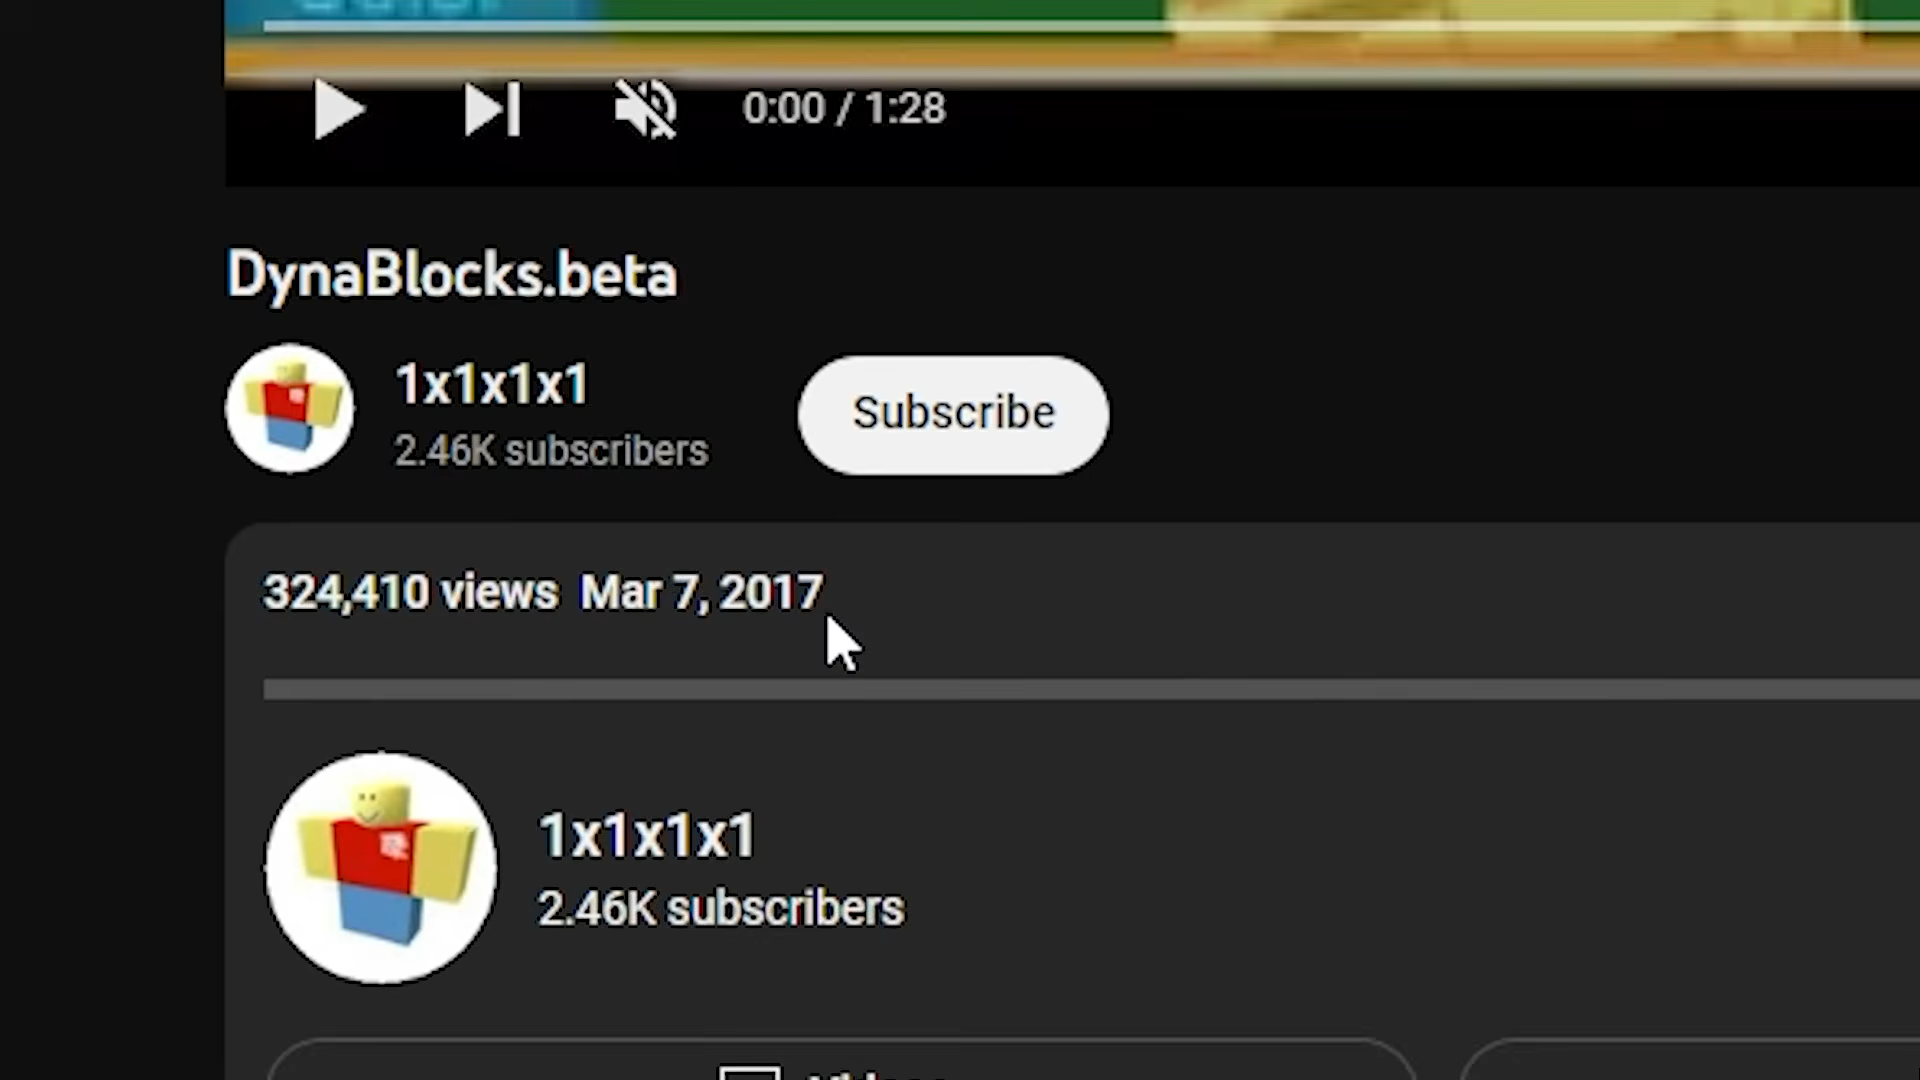 0:00 / 1:28
DynaBlocks.beta
1x1x1x1
2.46K subscribers
Subscribe
324,410 views Mar 7, 2017
1x1x1x1
2.46K subscribers